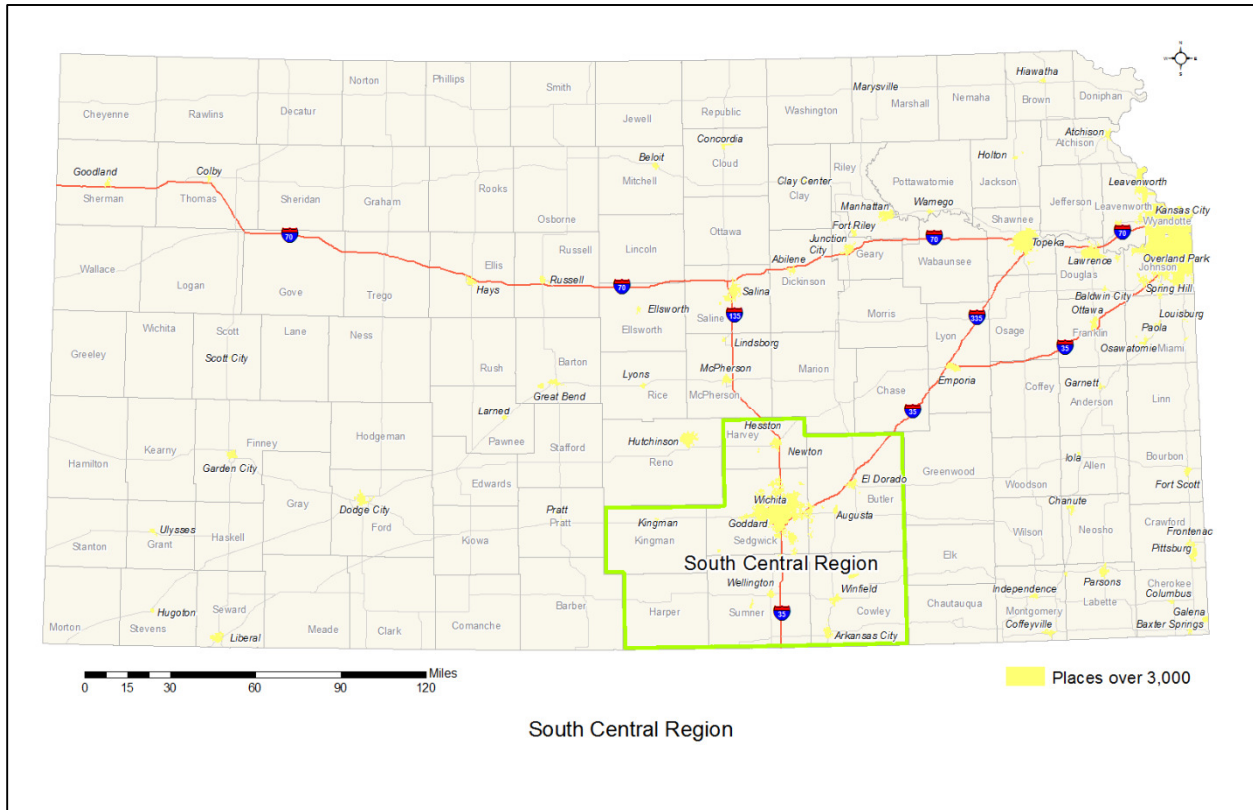 N
W
E
S
Cheyenne
Rawlins
Decatur
Norton
Phillips
Smith
Jewell
Republic
Washington
Marysville
Marshall
Nemaha
Hiawatha
Brown
Doniphan
Concordia
Cloud
Beloit
Mitchell
Atchison
Atchison
Goodland
Sherman
Colby
Thomas
Sheridan
Graham
Rooks
Osborne
Clay Center
Clay
Riley
Pottawatomie
Holton
Jackson
Leavenworth
Jefferson
Leavenworth
Kansas City
Wyandotte
Manhattan
Wamego
Fort Riley
Junction
City
Geary
Shawnee
Topeka
70
70
70
70
Ottawa
Lincoln
Russell
Russell
Ellis
Hays
Wallace
Logan
Gove
Trego
Abilene
Dickinson
Wabaunsee
Lawrence
Douglas
Overland Park
Johnson
Spring Hill
Baldwin City
Ottawa
Franklin
Louisburg
Paola
Miami
Osawatomie
Salina
Saline
135
Ellsworth
Ellsworth
Lindsborg
Morris
Lyon
335
Osage
35
Greeley
Wichita
Scott
Scott City
Lane
Ness
Rush
Barton
Great Bend
Lyons
Rice
McPherson
McPherson
Marion
Chase
35
Emporia
Coffey
Garnett
Anderson
Linn
Larned
Pawnee
Stafford
Hamilton
Kearny
Finney
Garden City
Hodgeman
Hutchinson
Reno
Hesston
Harvey
Newton
El Dorado
Butler
Greenwood
Woodson
Iola
Allen
Bourbon
Fort Scott
Gray
Dodge City
Ford
Edwards
Kiowa
Pratt
Pratt
Kingman
Kingman
Wichita
Goddard
Sedgwick
Augusta
Chanute
Wilson
Neosho
Crawford
Frontenac
Pittsburg
Stanton
Ulysses
Grant
Haskell
South Central Region
Elk
Wellington
Sumner
35
Winfield
Cowley
Arkansas City
Harper
Barber
Comanche
Clark
Meade
Seward
Liberal
Hugoton
Stevens
Morton
Chautauqua
Independence
Montgomery
Coffeyville
Parsons
Labette
Cherokee
Columbus
Galena
Baxter Springs
Miles
0 15 30 60 90 120
Places over 3,000
South Central Region